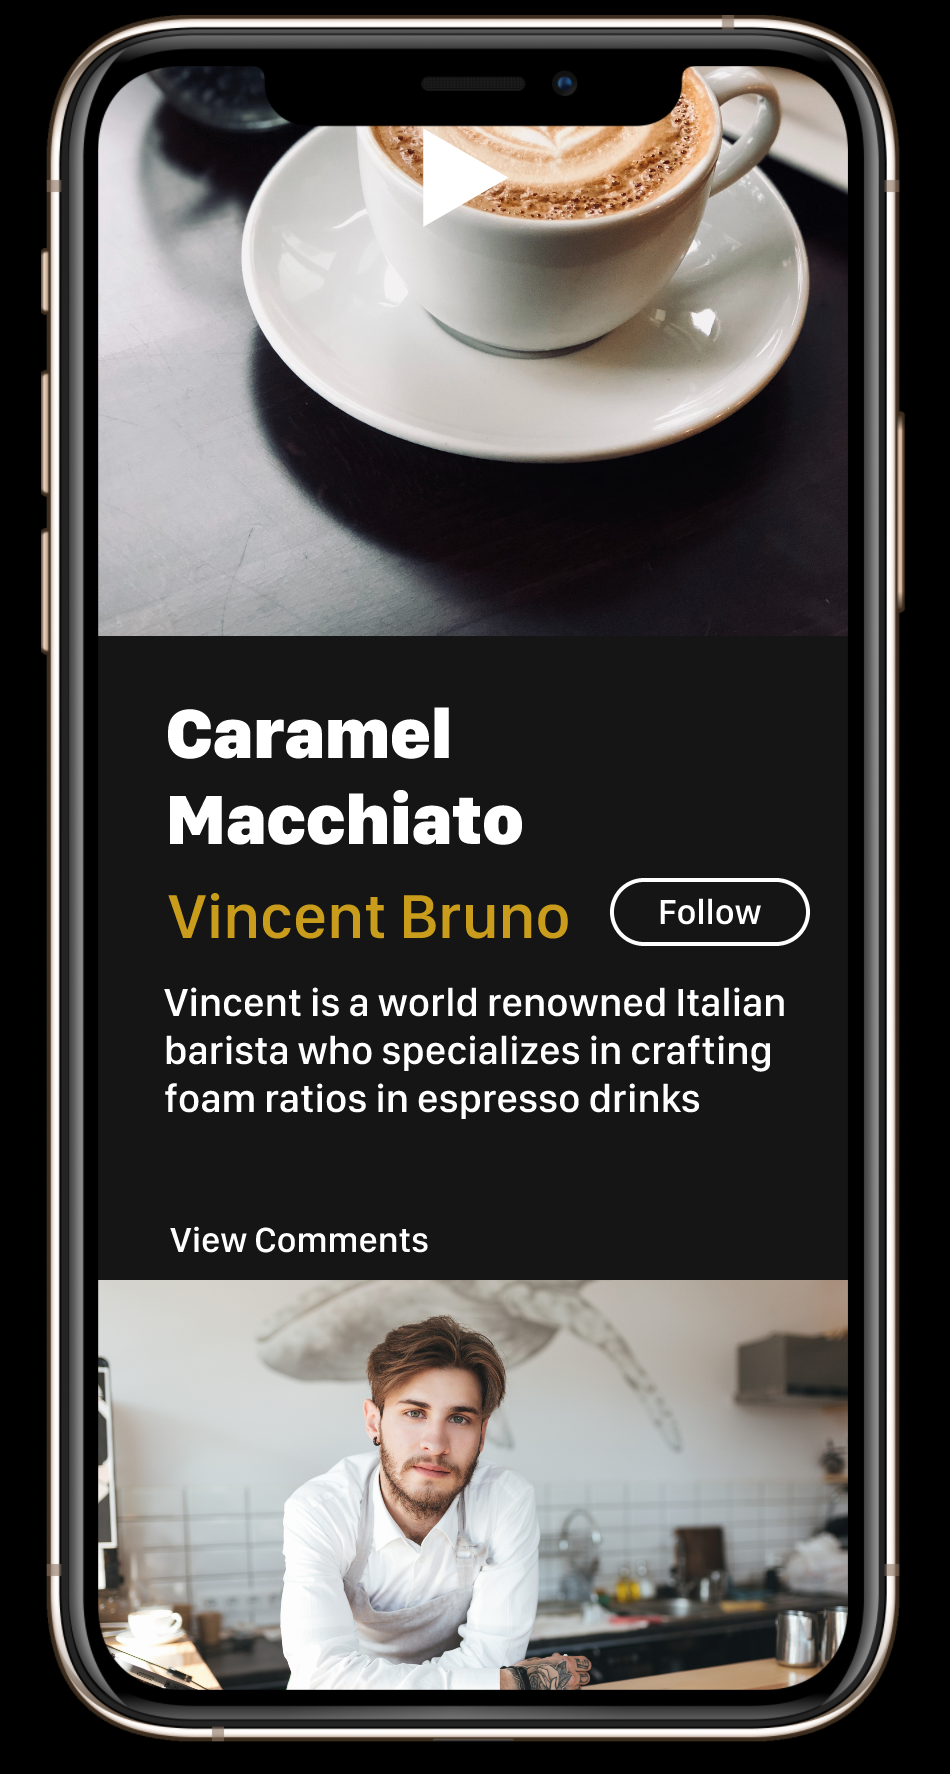 Caramel
Macchiato
Vincent Bruno
Follow
Vincent is a world renowned Italian
barista who specializes in crafting
foam ratios in espresso drinks
View Comments